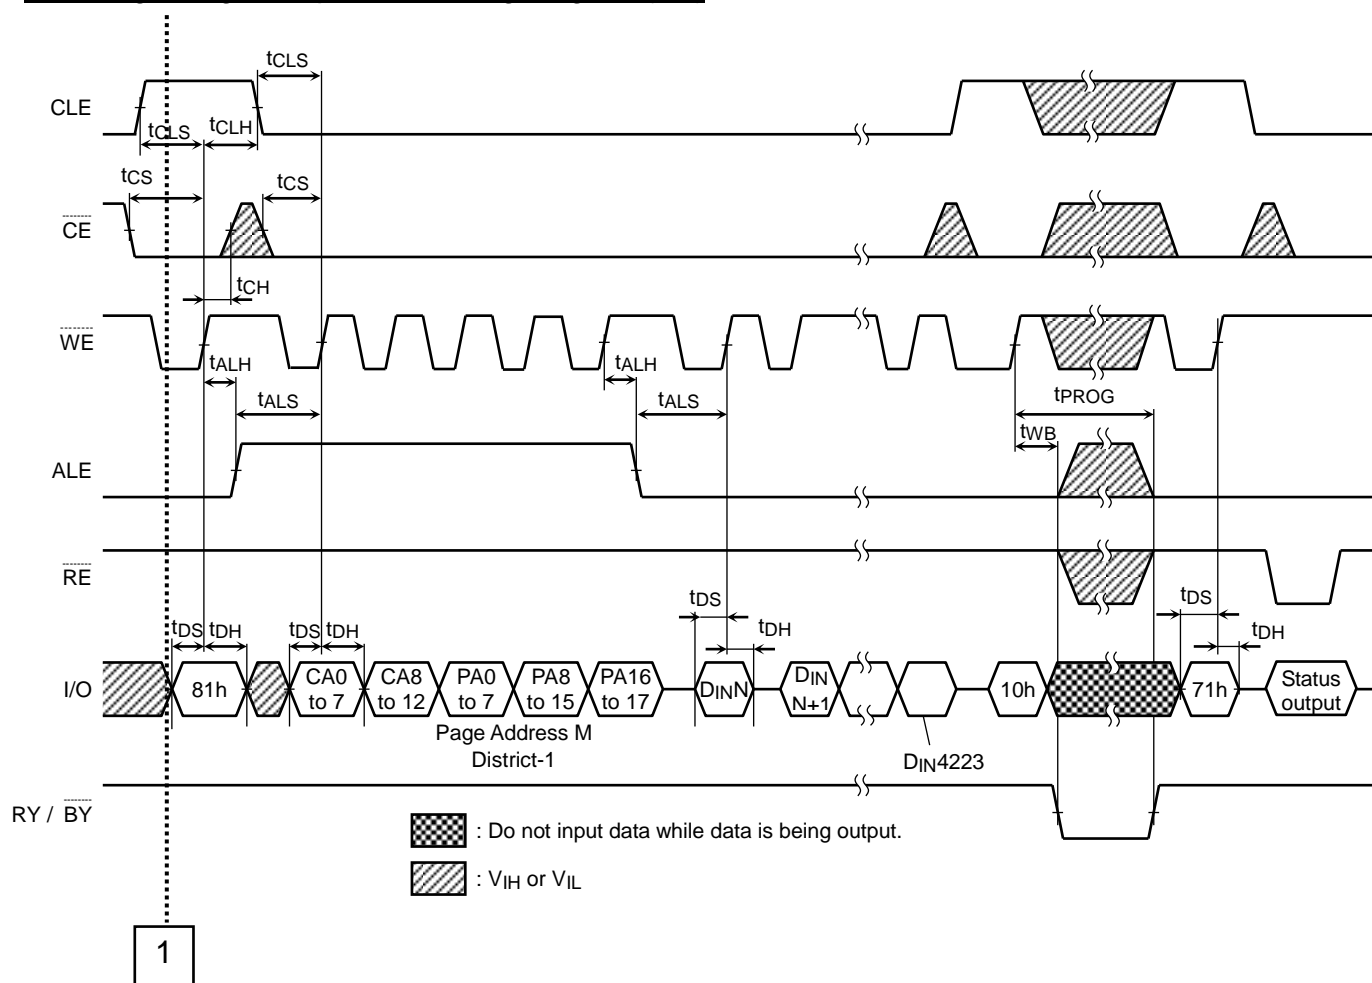 tCLS
CLE
tCLS tCLH
tCS tCS
CE
tCH
WE
tALH tALH
tALS tALS tPROG
tWB
ALE
RE
tDS tDH tDS tDH tDS tDH tDS tDH
I/O 81h CA0 to 7 CA8 to 12 PA0 to 7 PA8 to 15 PA16 to 17 DINN DIN N+1 10h 71h Status output
Page Address M
District-1
DIN4223
RY / BY
: Do not input data while data is being output.
: VIH or VIL
1